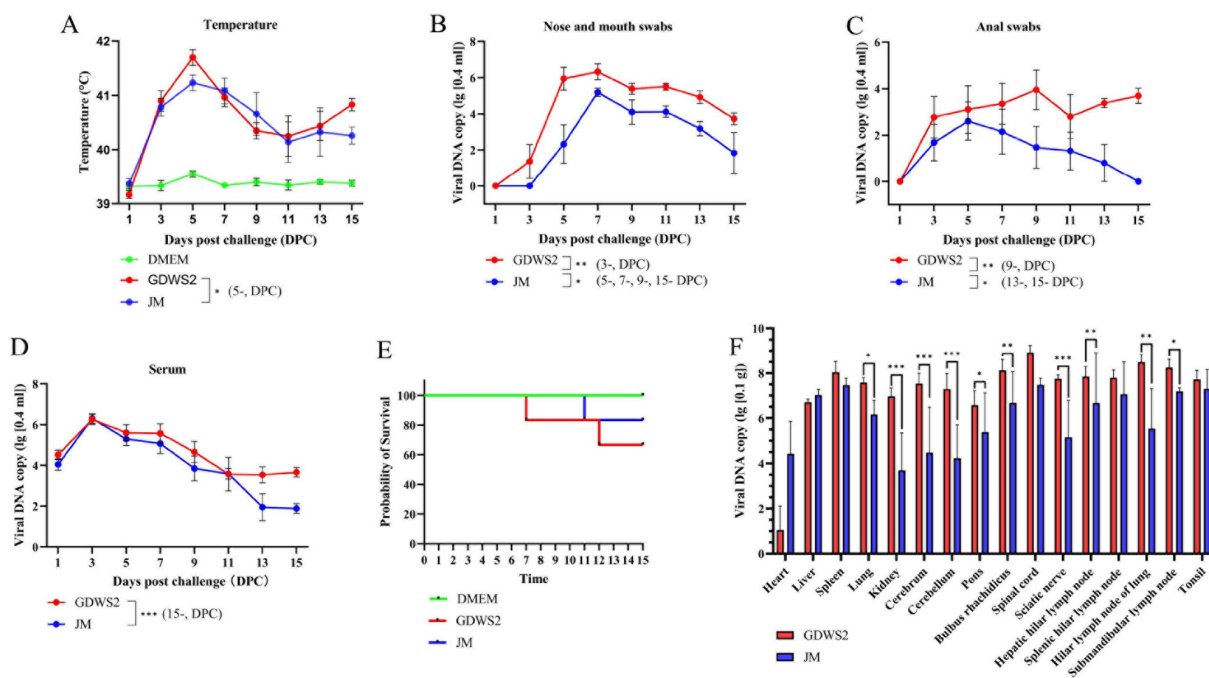 A
Temperature
42
41
40
39
Temperature (°C)
1 3 5 7 9 11 13 15
Days post challenge (DPC)
DMEM
GDWS2
JM
* (5-, DPC)
B
Nose and mouth swabs
8
6
4
2
0
Viral DNA copy (lg [0.4 ml])
1 3 5 7 9 11 13 15
Days post challenge (DPC)
GDWS2
** (3-, DPC)
JM
* (5-, 7-, 9-, 15- DPC)
C
Anal swabs
6
4
2
0
Viral DNA copy (lg [0.4 ml])
1 3 5 7 9 11 13 15
Days post challenge (DPC)
GDWS2
** (9-, DPC)
JM
* (13-, 15- DPC)
D
Serum
8
6
4
2
0
Viral DNA copy (lg [0.4 ml])
1 3 5 7 9 11 13 15
Days post challenge (DPC)
GDWS2
JM
*** (15-, DPC)
E
100
80
60
40
20
0
Probability of Survival
0 1 2 3 4 5 6 7 8 9 10 11 12 13 14 15
Time
DMEM
GDWS2
JM
F
10
8
6
4
2
0
Viral DNA copy (lg [0.1 g])
* *** *** *** * ** *** ** ** *
Heart
Liver
Spleen
Lung
Kidney
Cerebrum
Cerebellum
Pons
Bulbus rhachidicus
Spinal cord
Sciatic nerve
Hepatic hilar lymph node
Splenic hilar lymph node
Hilar lymph node of lung
Submandibular lymph node
Tonsil
GDWS2
JM